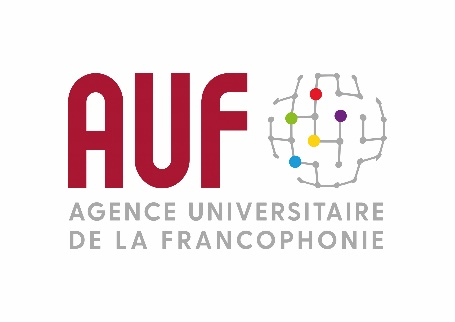 AUF
AGENCE UNIVERSITAIRE
DE LA FRANCOPHONIE